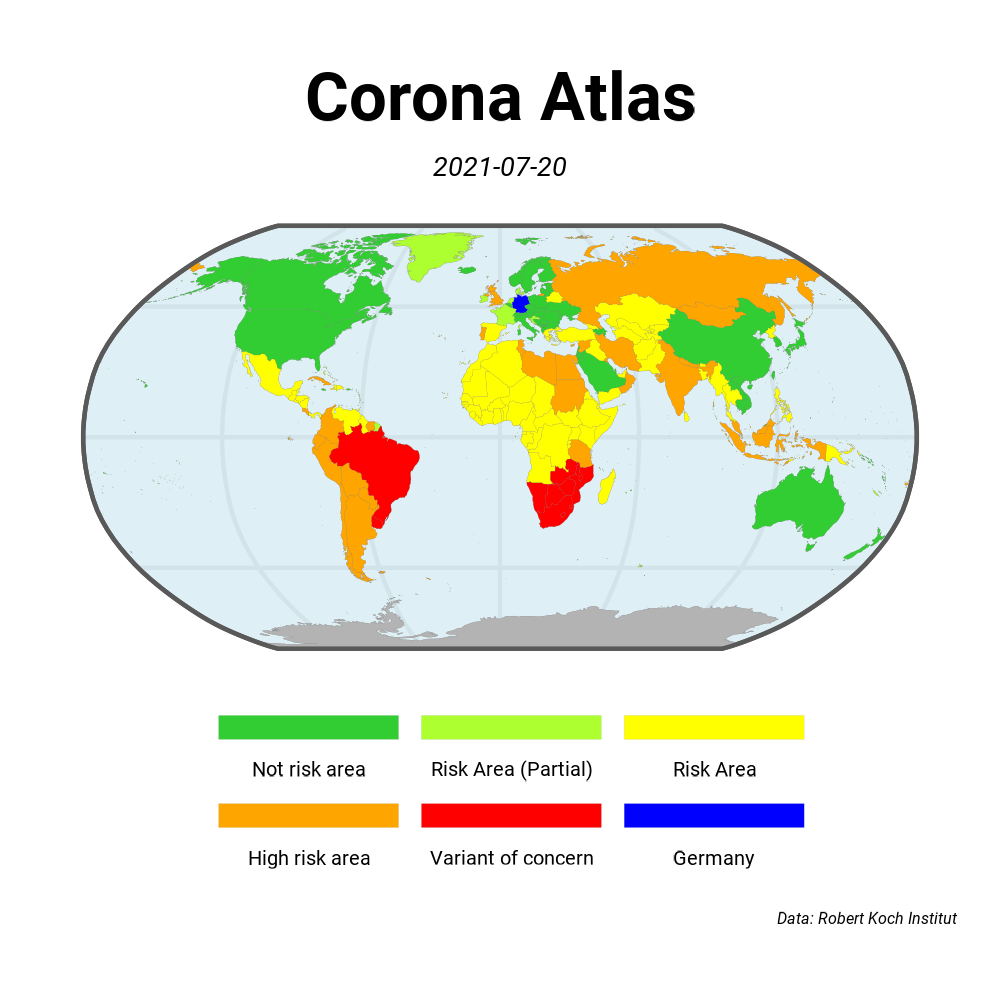 Corona Atlas
2021-07-20
Not risk area
Risk Area (Partial)
Risk Area
High risk area
Variant of concern
Germany
Data: Robert Koch Institut